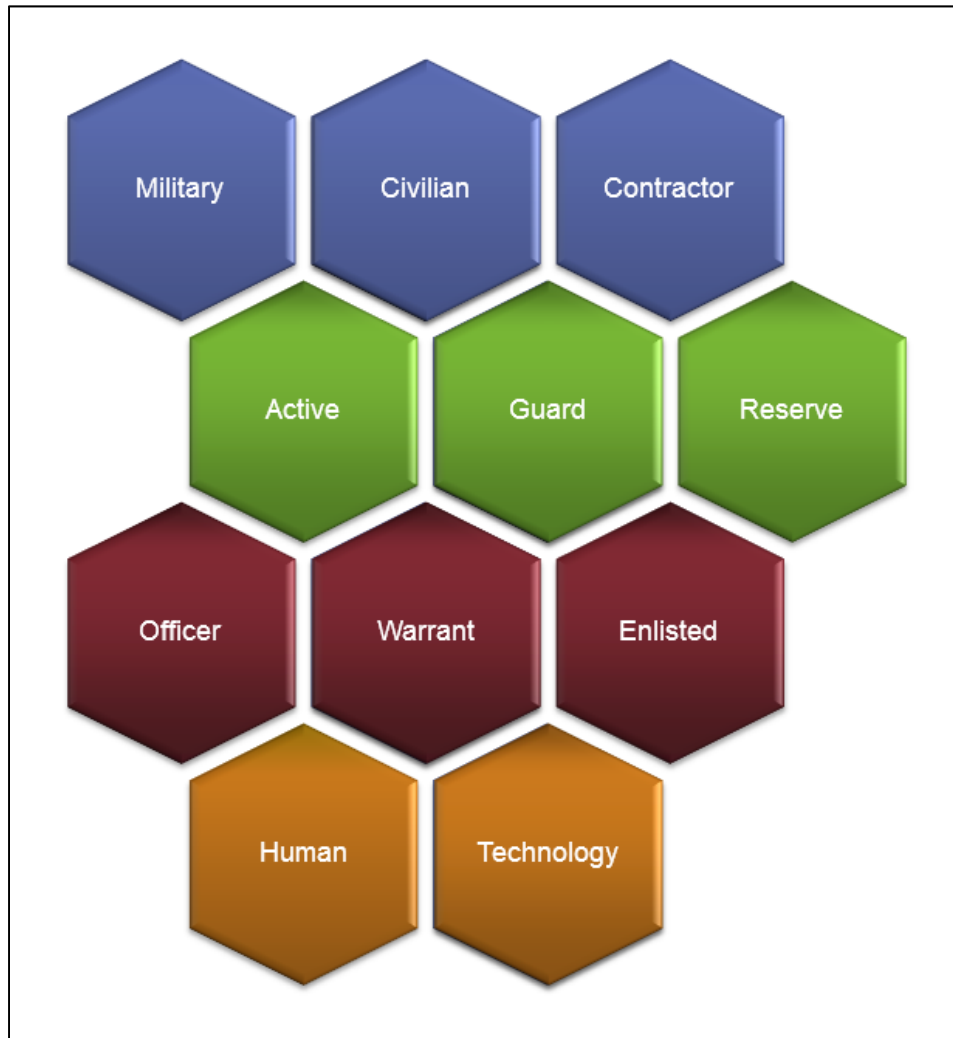 Military Civilian Contractor
Active Guard Reserve
Officer Warrant Enlisted
Human Technology